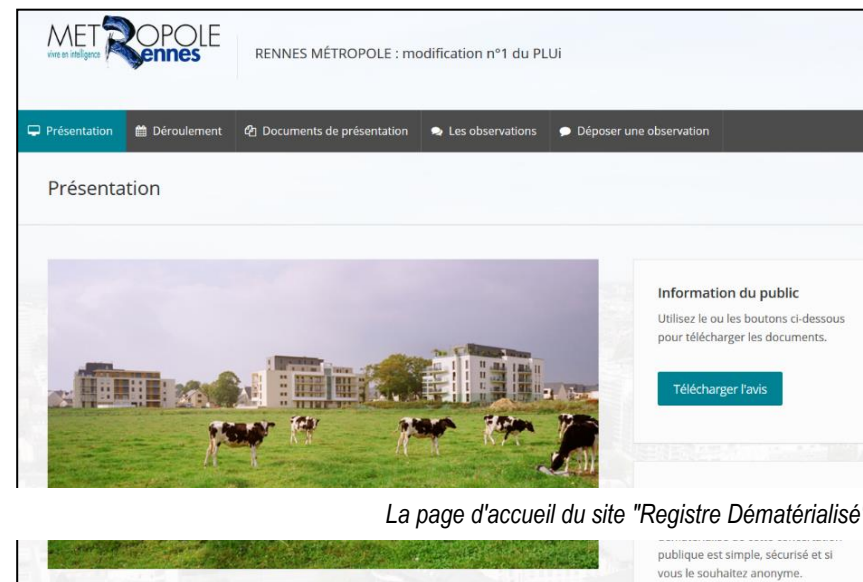 METROPOLE
vivre en intelligence Rennes
RENNES MÉTROPOLE : modification n°1 du PLUi
Présentation Déroulement Documents de présentation Les observations Déposer une observation
Présentation
Information du public
Utilisez le ou les boutons ci-dessous
pour télécharger les documents.
Télécharger l'avis
La page d'accueil du site "Registre Dématérialisé
publique est simple, sécurisé et si
vous le souhaitez anonyme.